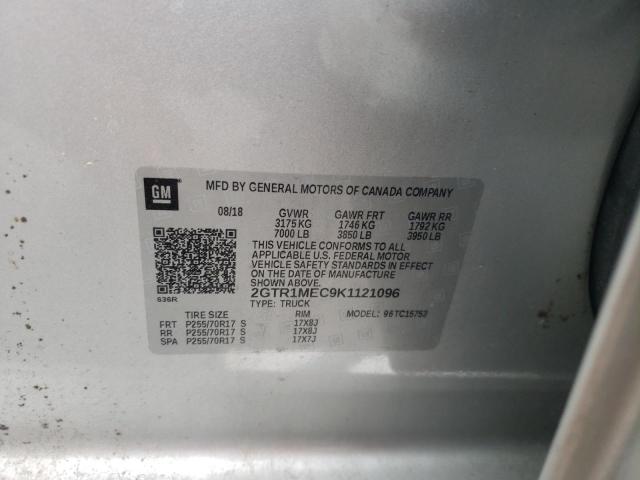 GM
MFD BY GENERAL MOTORS OF CANADA COMPANY
08/18 GVWR GAWR FRT GAWR RR
3175 KG 1746 KG 1792 KG
7000 LB 3850 LB 3950 LB
THIS VEHICLE CONFORMS TO ALL
APPLICABLE U.S. FEDERAL MOTOR
VEHICLE SAFETY STANDARDS IN EFFECT
ON THE DATE OF MANUFACTURE
SHOWN ABOVE.
2GTR1MEC9K1121096
636R TYPE: TRUCK
TIRE SIZE RIM MODEL: 96TC15753
FRT P255/70R17 S 17X8J
RR P255/70R17 S 17X8J
SPA P255/70R17 S 17X7J